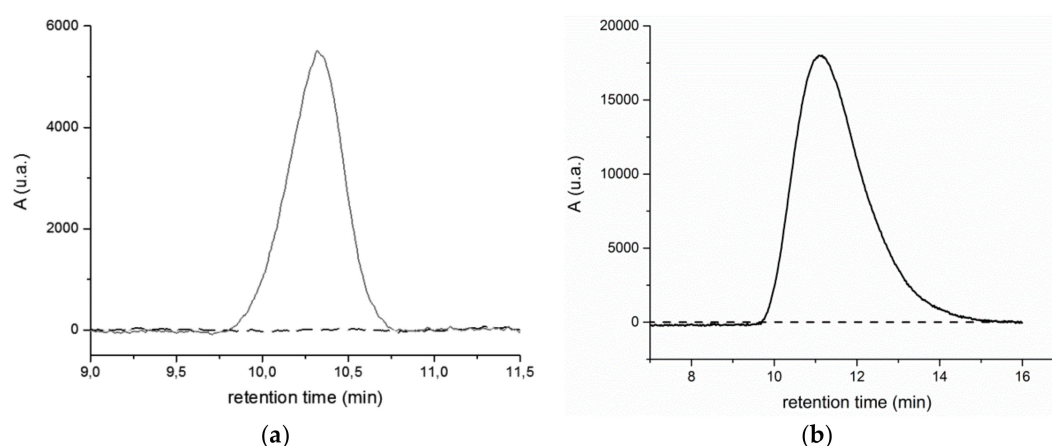 6000
4000
2000
0
A (u.a.)
9,0 9,5 10,0 10,5 11,0 11,5
retention time (min)
(a)
20000
15000
10000
5000
0
A (u.a.)
8 10 12 14 16
retention time (min)
(b)